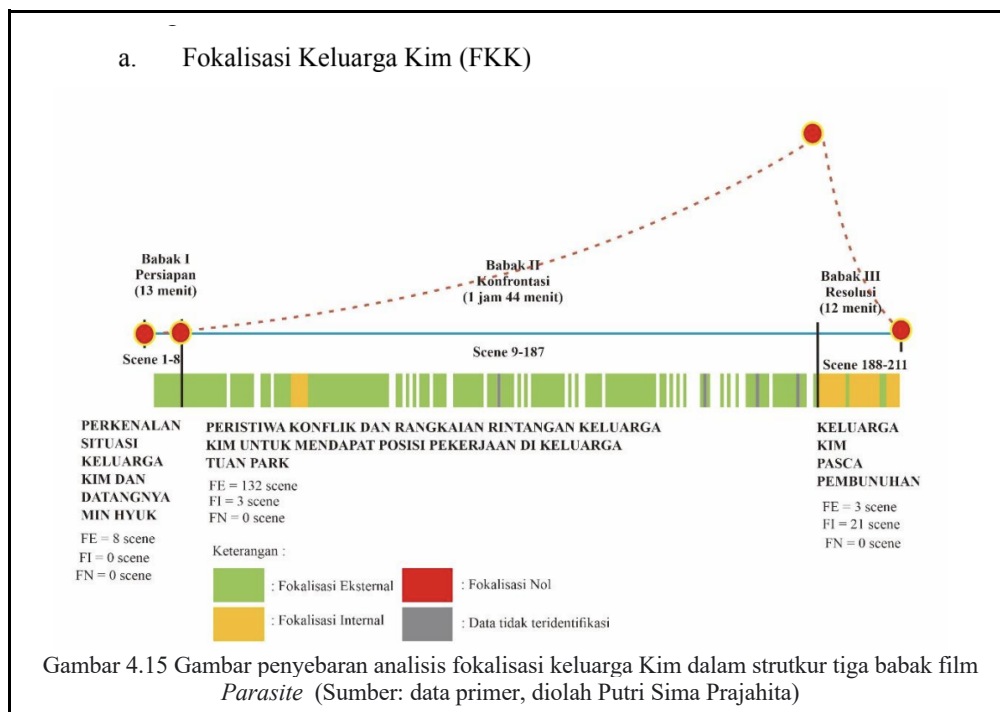 a. Fokalisasi Keluarga Kim (FKK)
Babak I
Persiapan
(13 menit)
Babak II
Konfrontasi
(1 jam 44 menit)
Babak III
Resolusi
(12 menit)
Scene 1-8
Scene 9-187
Scene 188-211
PERKENALAN
SITUASI
KELUARGA
KIM DAN
DATANGNYA
MIN HYUK
FE = 8 scene
FI = 0 scene
FN = 0 scene
PERISTIWA KONFLIK DAN RANGKAIAN RINTANGAN KELUARGA
KIM UNTUK MENDAPAT POSISI PEKERJAAN DI KELUARGA
TUAN PARK
FE = 132 scene
FI = 3 scene
FN = 0 scene
KELUARGA
KIM
PASCA
PEMBUNUHAN
FE = 3 scene
FI = 21 scene
FN = 0 scene
Keterangan :
: Fokalisasi Eksternal
: Fokalisasi Nol
: Fokalisasi Internal
: Data tidak teridentifikasi
Gambar 4.15 Gambar penyebaran analisis fokalisasi keluarga Kim dalam strutkur tiga babak film
Parasite (Sumber: data primer, diolah Putri Sima Prajahita)